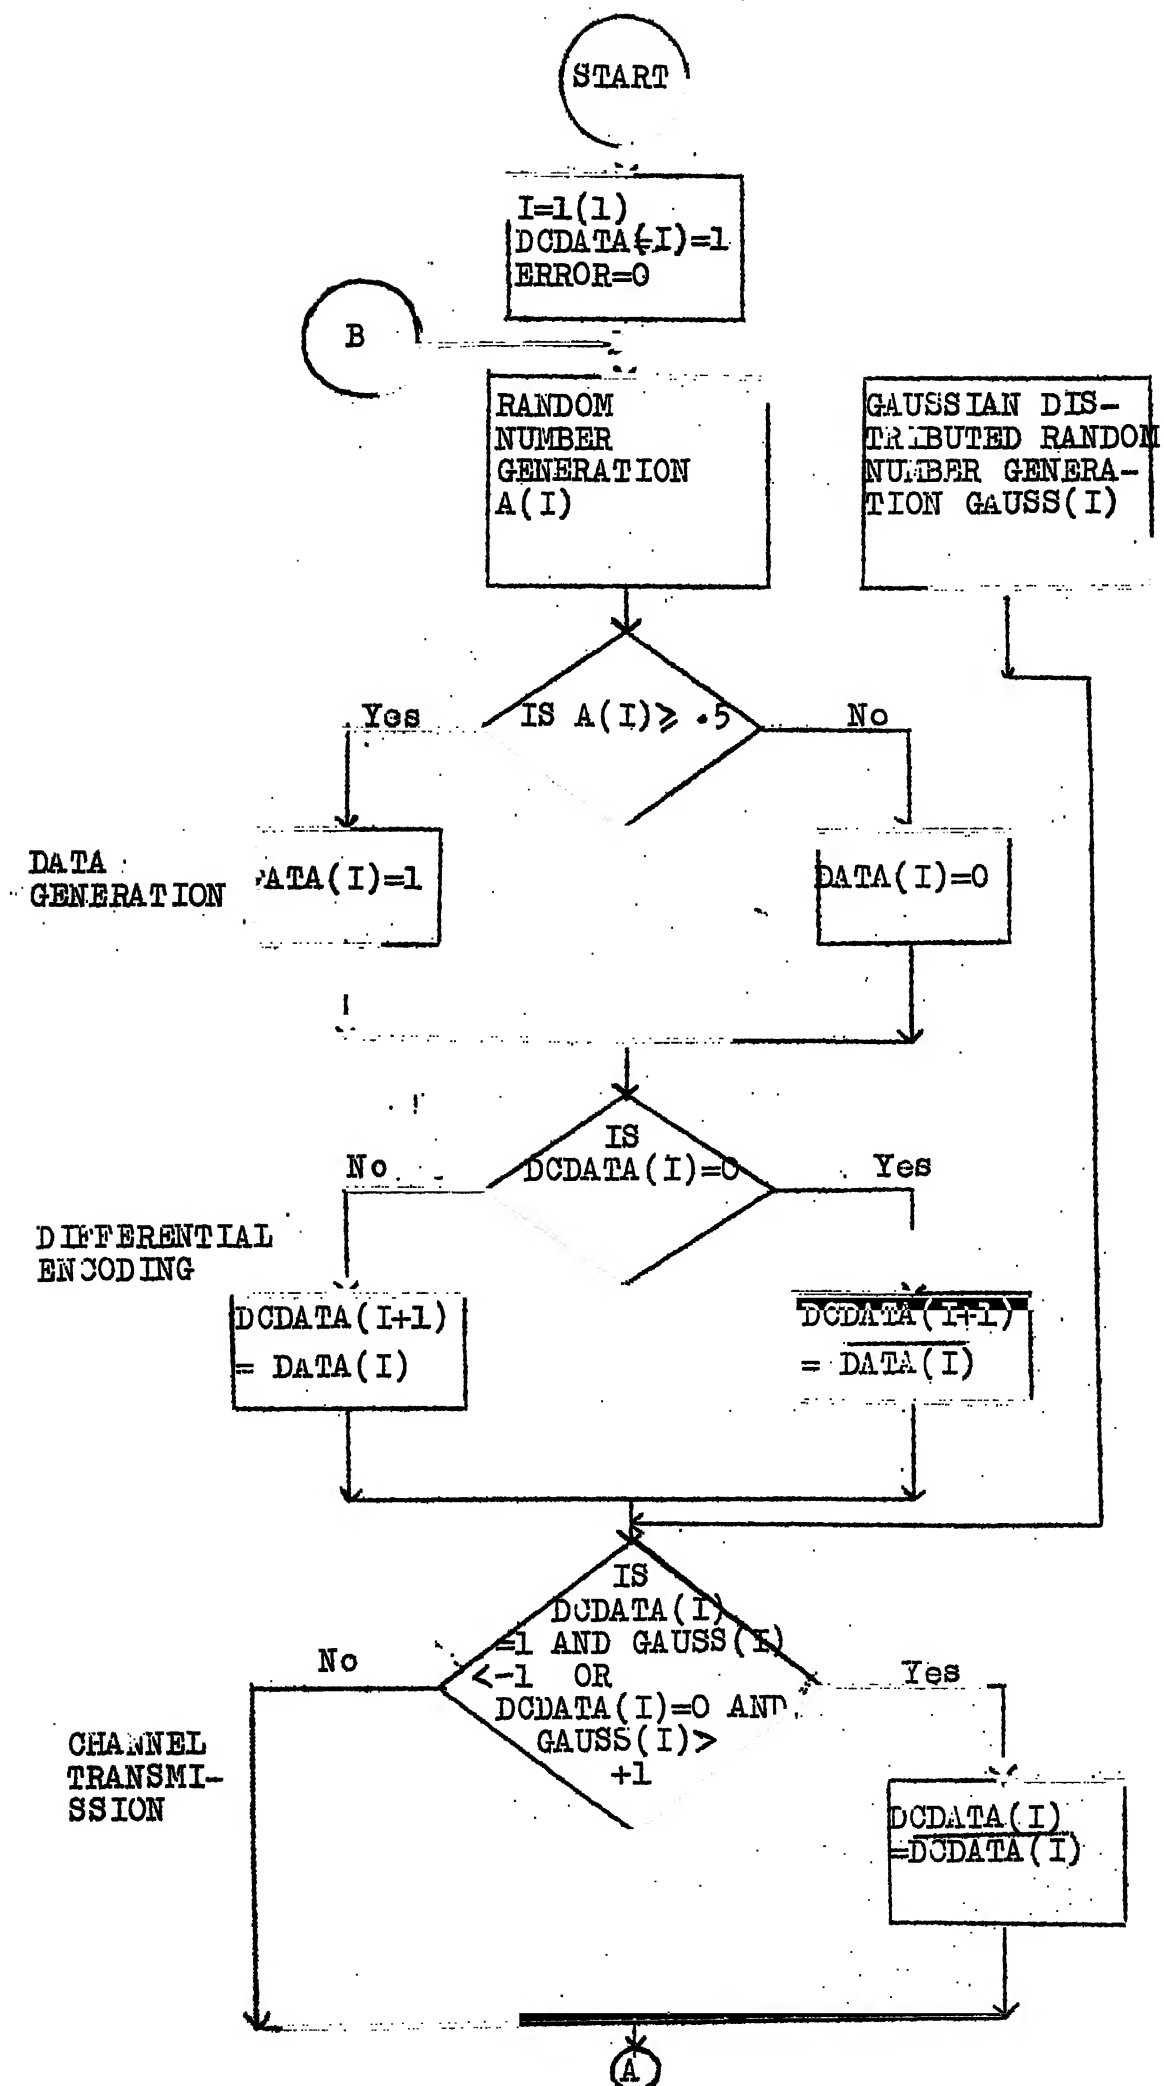 START
I=1(1)
DCDATA(-I)=1
ERROR=0
B
RANDOM
NUMBER
GENERATION
A(I)
GAUSSIAN DIS-
TRIBUTED RANDOM
NUMBER GENERA-
TION GAUSS(I)
Yes
IS A(I)⩾ .5
No
DATA
GENERATION
DATA(I)=1
DATA(I)=0
IS
DCDATA(I)=0
No
Yes
DIFFERENTIAL
ENCODING
DCDATA(I+1)
= DATA(I)
DCDATA(I+1)
= D̅A̅T̅A̅(̅I̅)̅
IS
DCDATA(I)
=1 AND GAUSS(I)
<-1 OR
DCDATA(I)=0 AND
GAUSS(I)>
+1
No
Yes
CHANNEL
TRANSMI-
SSION
DCDATA(I)
=D̅C̅D̅A̅T̅A̅(̅I̅)̅
A